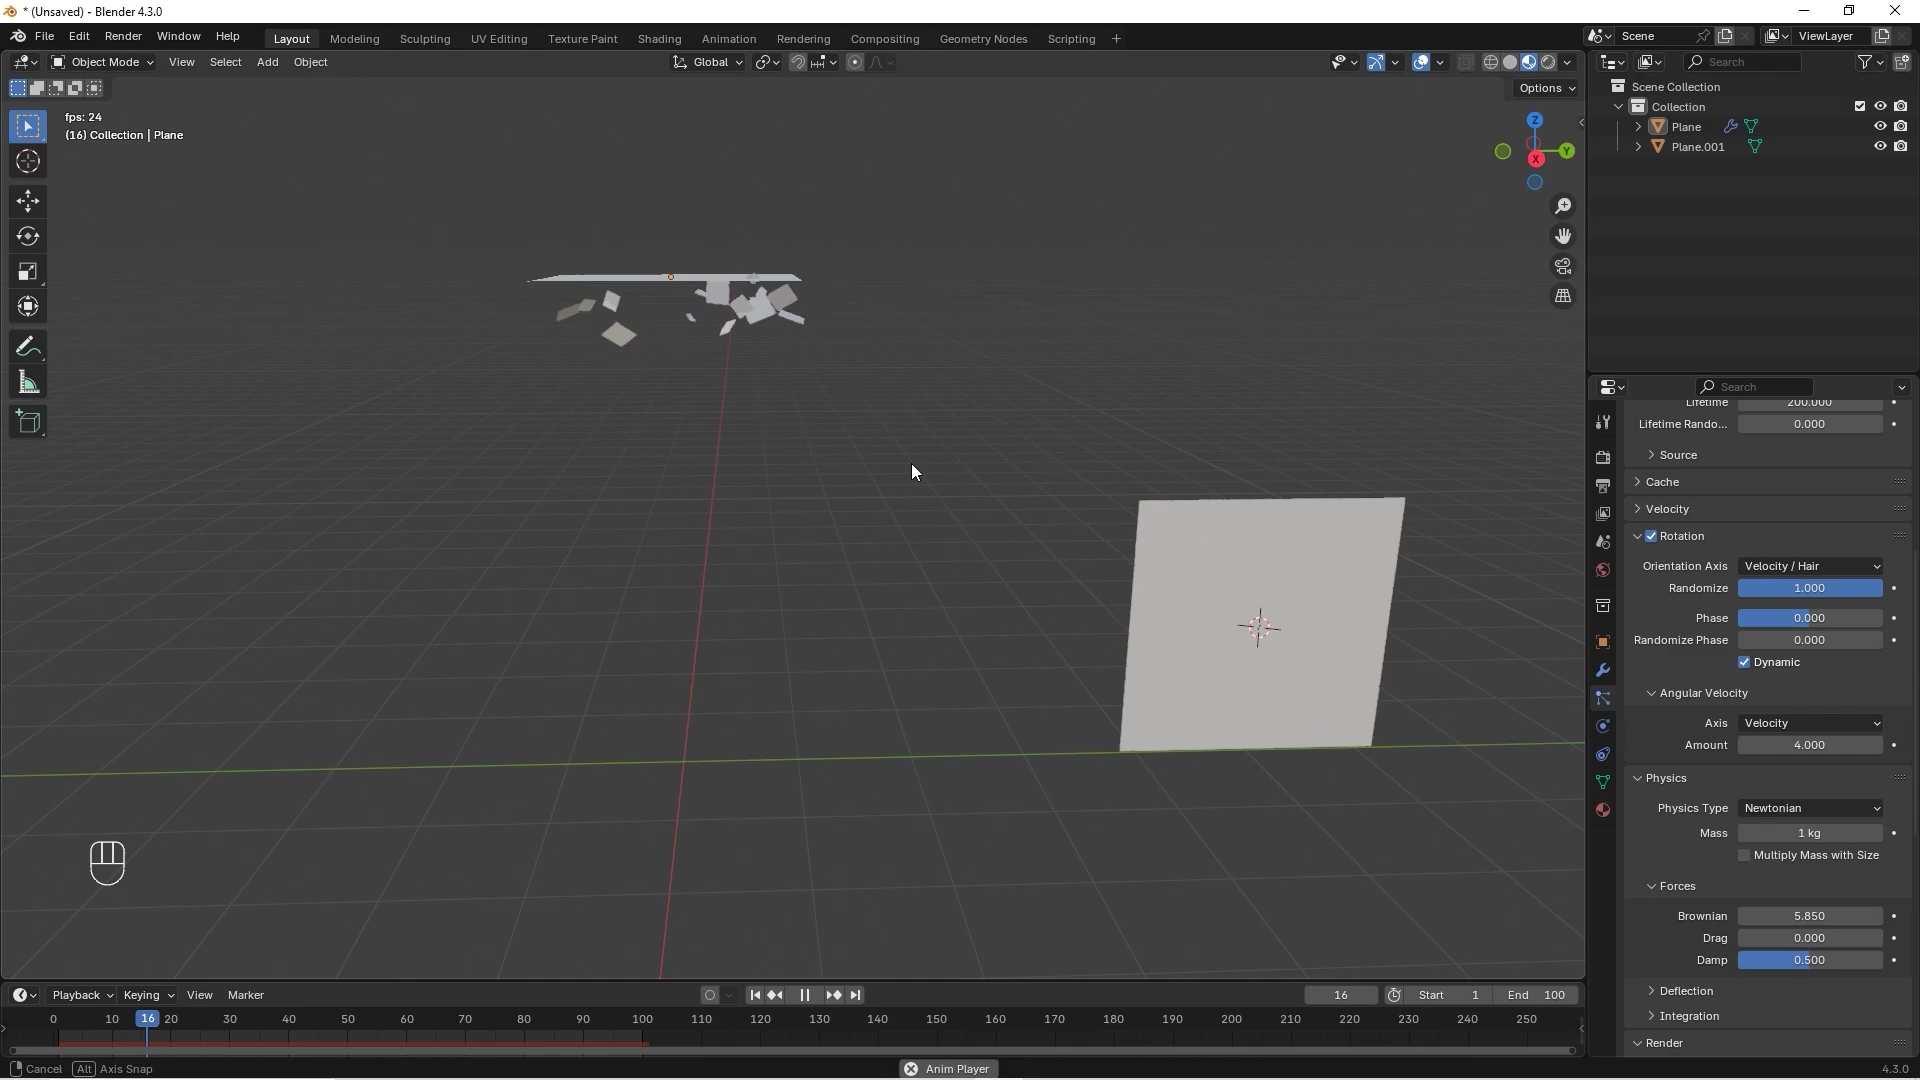 * (Unsaved) - Blender 4.3.0
File Edit Render Window Help Layout Modeling Sculpting UV Editing Texture Paint Shading Animation Rendering Compositing Geometry Nodes Scripting + Scene ViewLayer
Object Mode View Select Add Object Global Search
Options
Scene Collection
Collection
Plane
Plane.001
fps: 24
(16) Collection | Plane
Z
Y
X
Search
Lifetime 200.000
Lifetime Rando... 0.000
Source
Cache
Velocity
Rotation
Orientation Axis Velocity / Hair
Randomize 1.000
Phase 0.000
Randomize Phase 0.000
Dynamic
Angular Velocity
Axis Velocity
Amount 4.000
Physics
Physics Type Newtonian
Mass 1 kg
Multiply Mass with Size
Forces
Brownian 5.850
Drag 0.000
Damp 0.500
Deflection
Integration
Render
Playback Keying View Marker 16 Start 1 End 100
0 10 16 20 30 40 50 60 70 80 90 100 110 120 130 140 150 160 170 180 190 200 210 220 230 240 250
Cancel Alt Axis Snap Anim Player 4.3.0